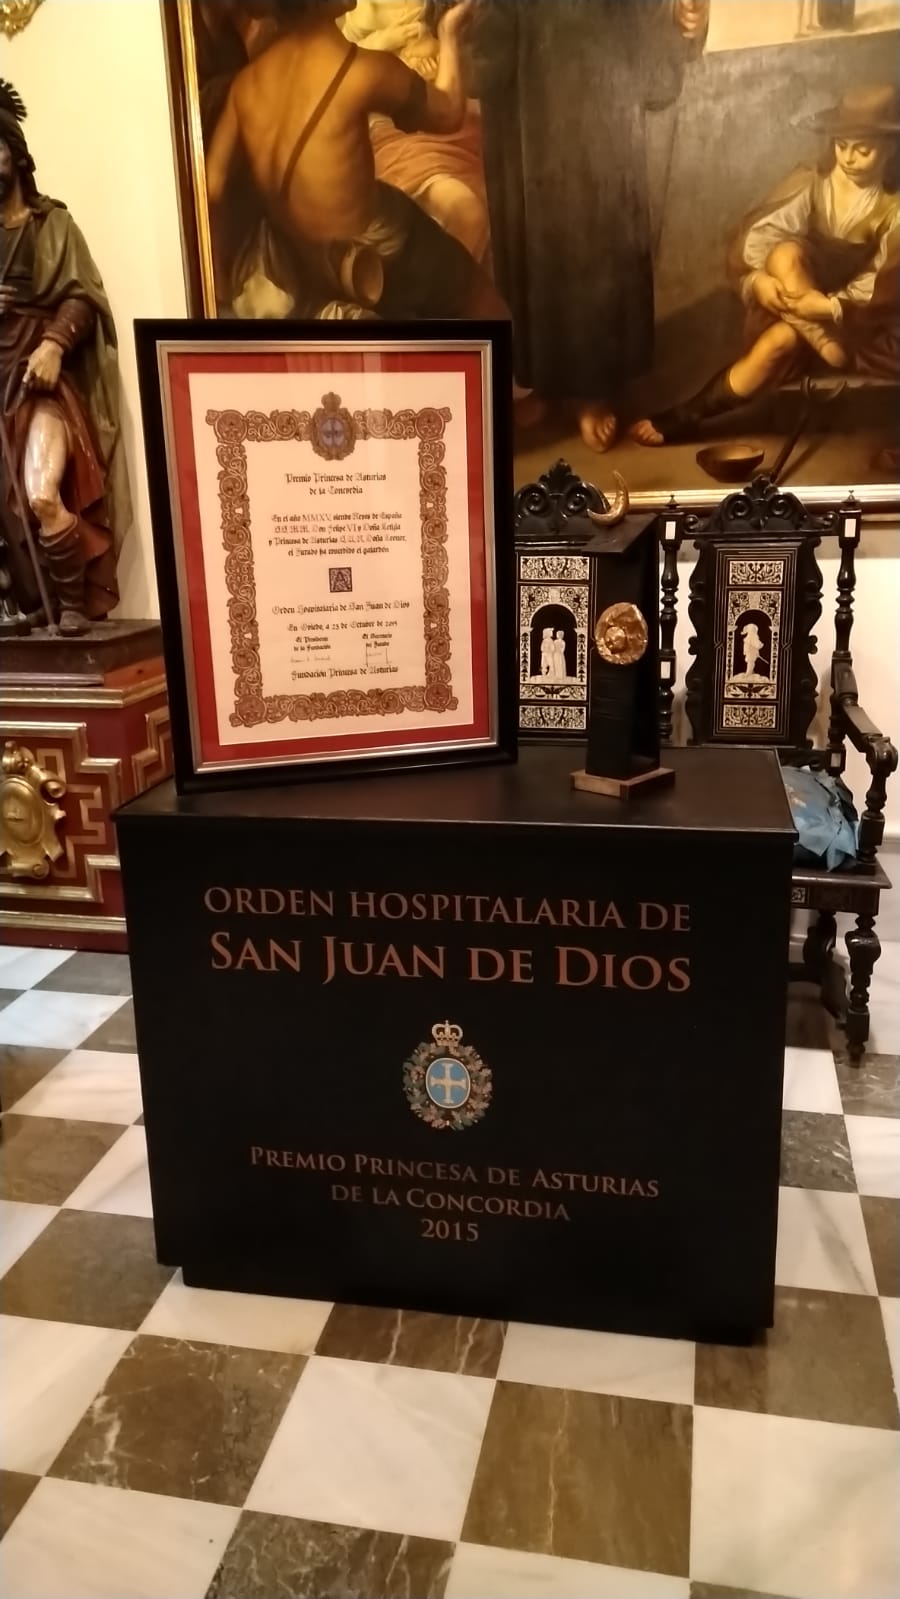 Premio Princesa de Asturias
de la Concordia
En el año MMXV, siendo Reyes de España
SS.MM. Don Felipe VI y Doña Letizia
y Princesa de Asturias S.A.R. Doña Leonor,
el Jurado ha concedido el galardón
A
Orden Hospitalaria de San Juan de Dios
En Oviedo, a 23 de Octubre de 2015
El Presidente
de la Fundación
El Secretario
del Jurado
Fundación Princesa de Asturias
ORDEN HOSPITALARIA DE
SAN JUAN DE DIOS
PREMIO PRINCESA DE ASTURIAS
DE LA CONCORDIA
2015